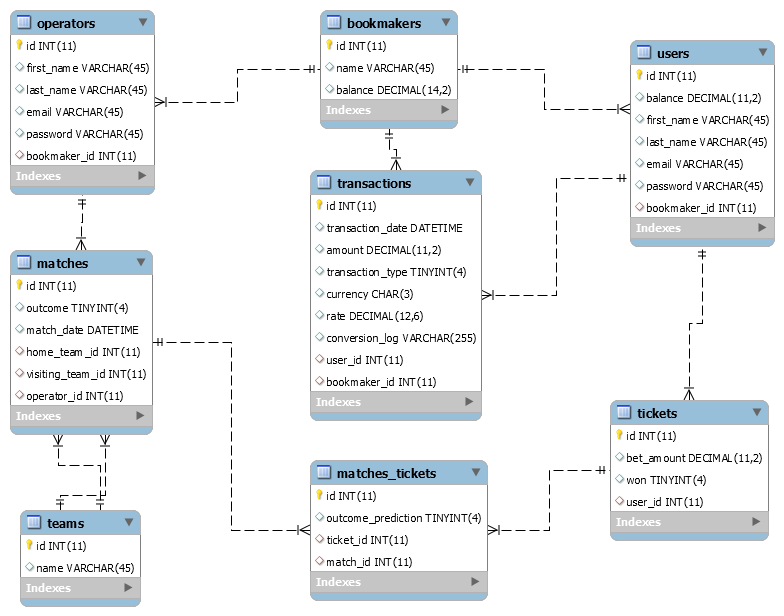 operators
id INT(11)
first_name VARCHAR(45)
last_name VARCHAR(45)
email VARCHAR(45)
password VARCHAR(45)
bookmaker_id INT(11)
Indexes
bookmakers
id INT(11)
name VARCHAR(45)
balance DECIMAL(14,2)
Indexes
users
id INT(11)
balance DECIMAL(11,2)
first_name VARCHAR(45)
last_name VARCHAR(45)
email VARCHAR(45)
password VARCHAR(45)
bookmaker_id INT(11)
Indexes
transactions
id INT(11)
transaction_date DATETIME
amount DECIMAL(11,2)
transaction_type TINYINT(4)
currency CHAR(3)
rate DECIMAL(12,6)
conversion_log VARCHAR(255)
user_id INT(11)
bookmaker_id INT(11)
Indexes
matches
id INT(11)
outcome TINYINT(4)
match_date DATETIME
home_team_id INT(11)
visiting_team_id INT(11)
operator_id INT(11)
Indexes
tickets
id INT(11)
bet_amount DECIMAL(11,2)
won TINYINT(4)
user_id INT(11)
Indexes
matches_tickets
id INT(11)
outcome_prediction TINYINT(4)
ticket_id INT(11)
match_id INT(11)
Indexes
teams
id INT(11)
name VARCHAR(45)
Indexes